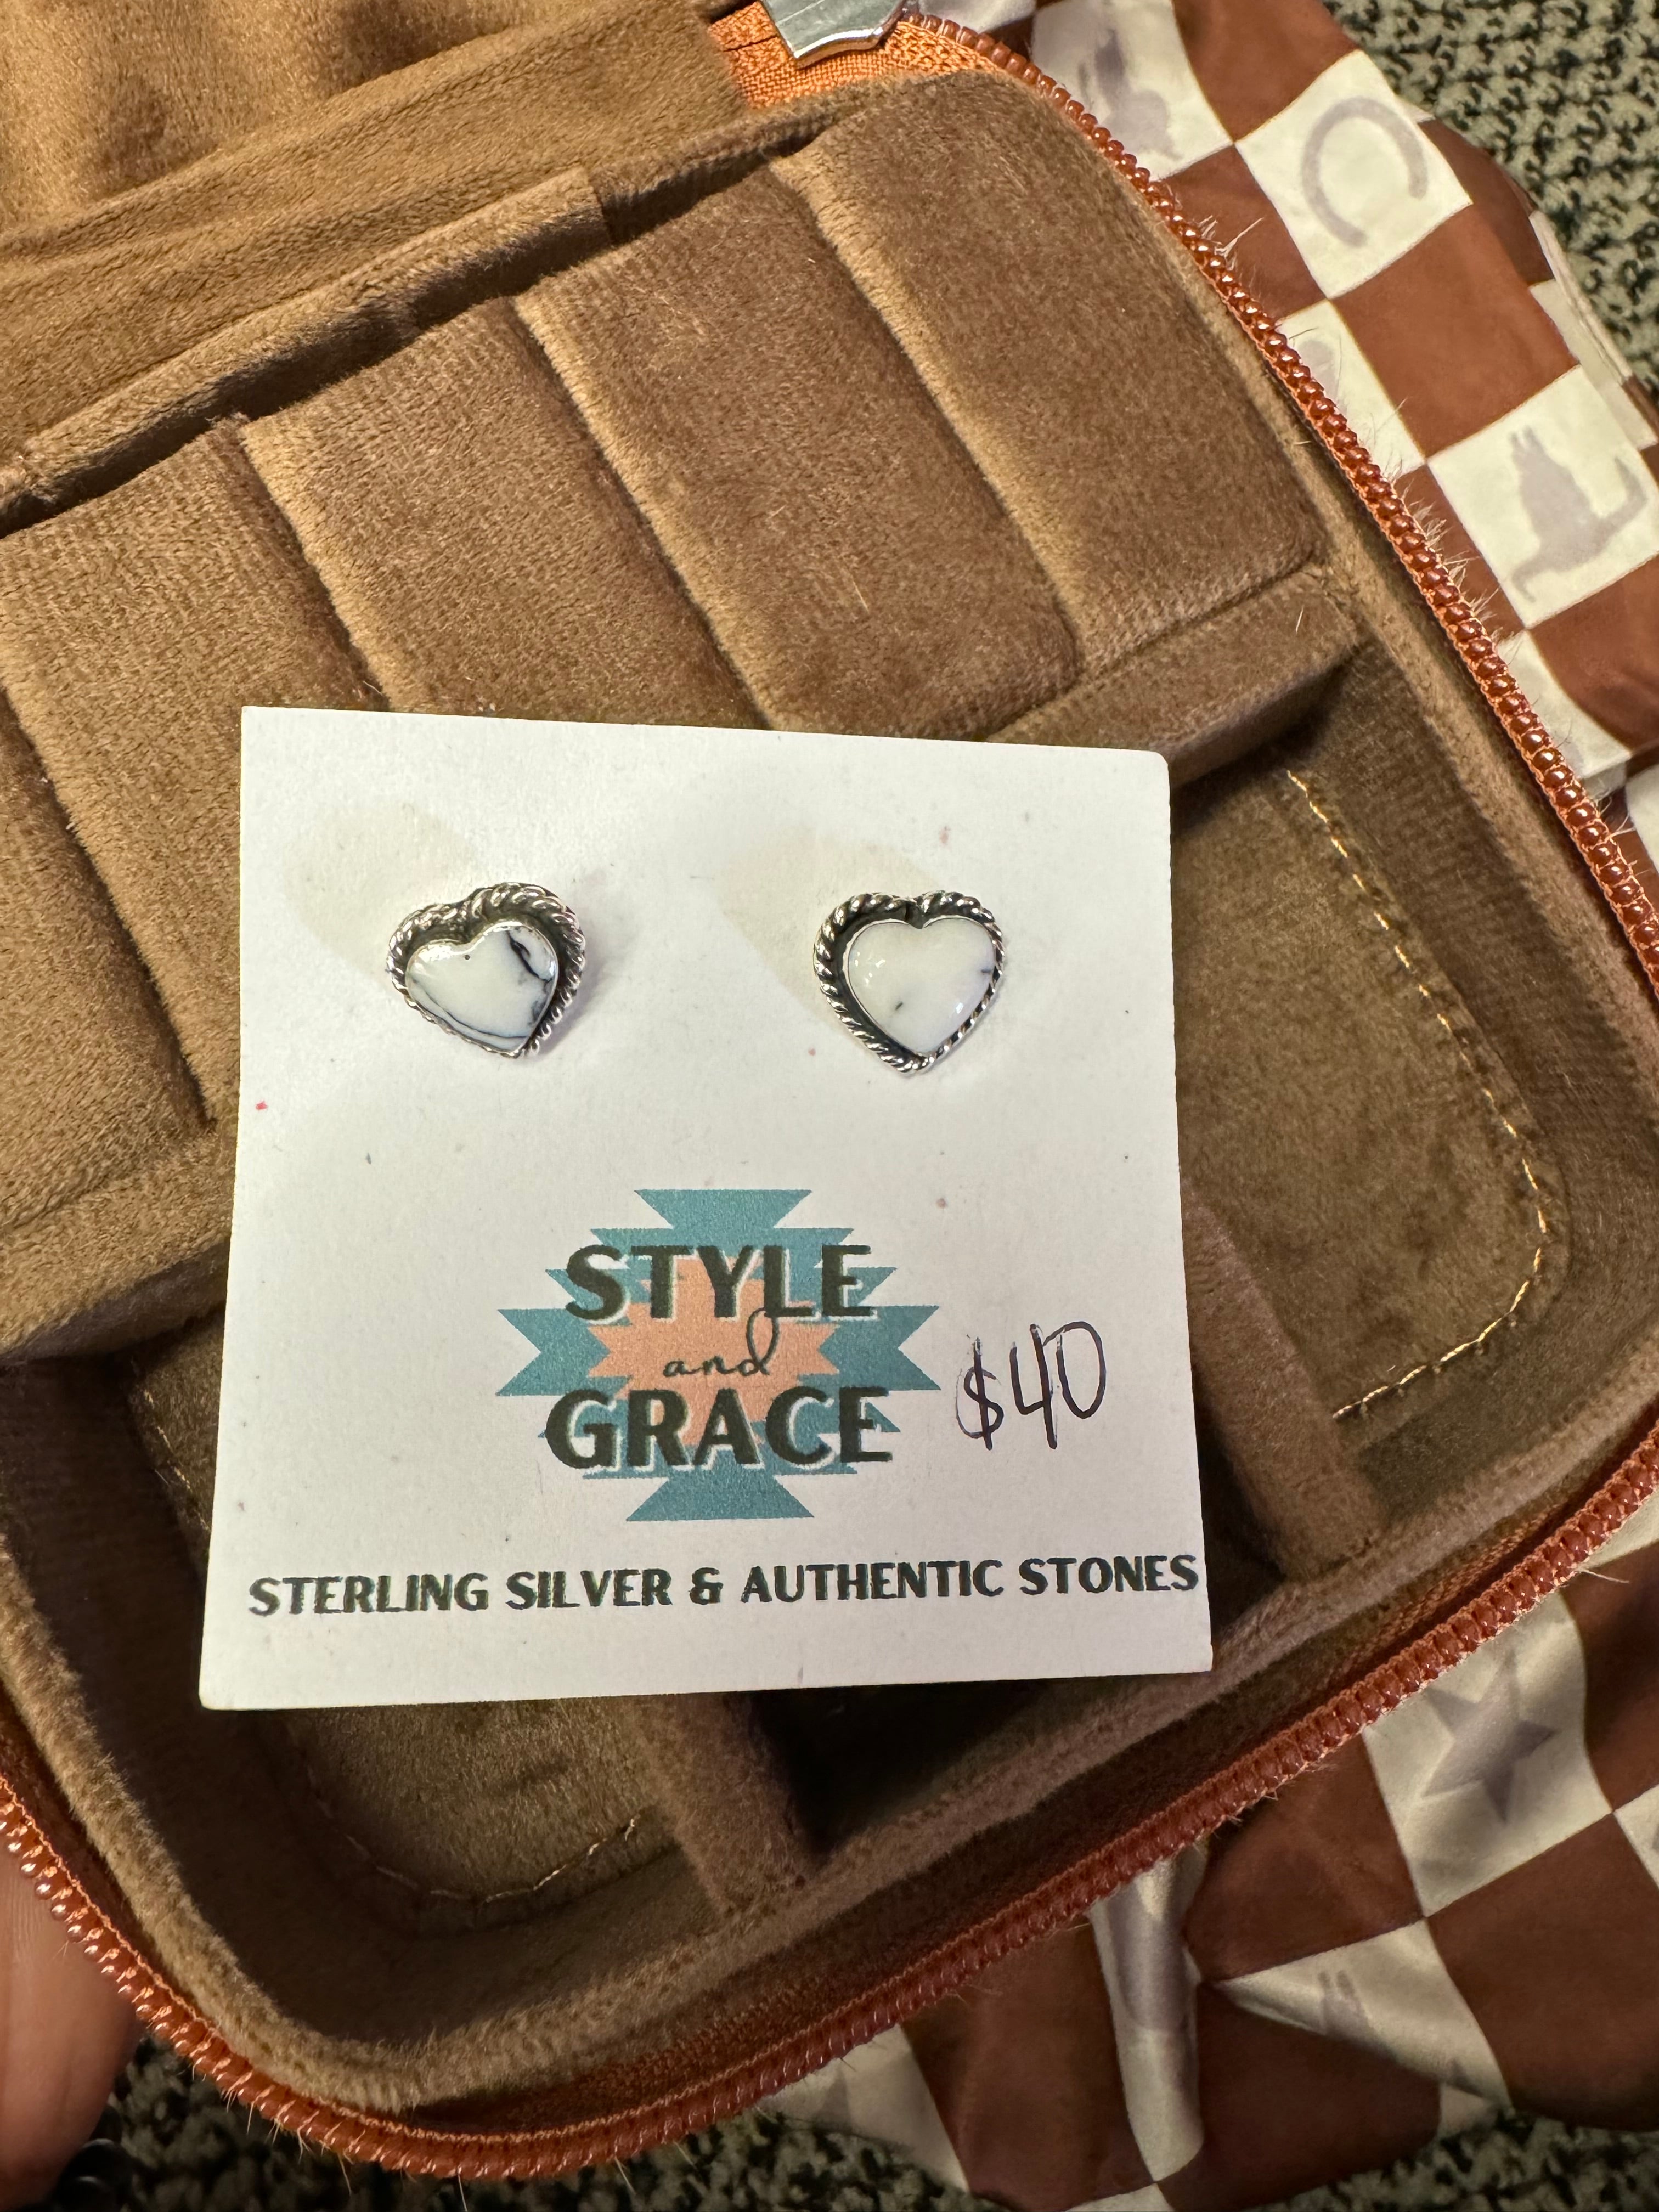 STYLE
and
GRACE
$40
STERLING SILVER & AUTHENTIC STONES